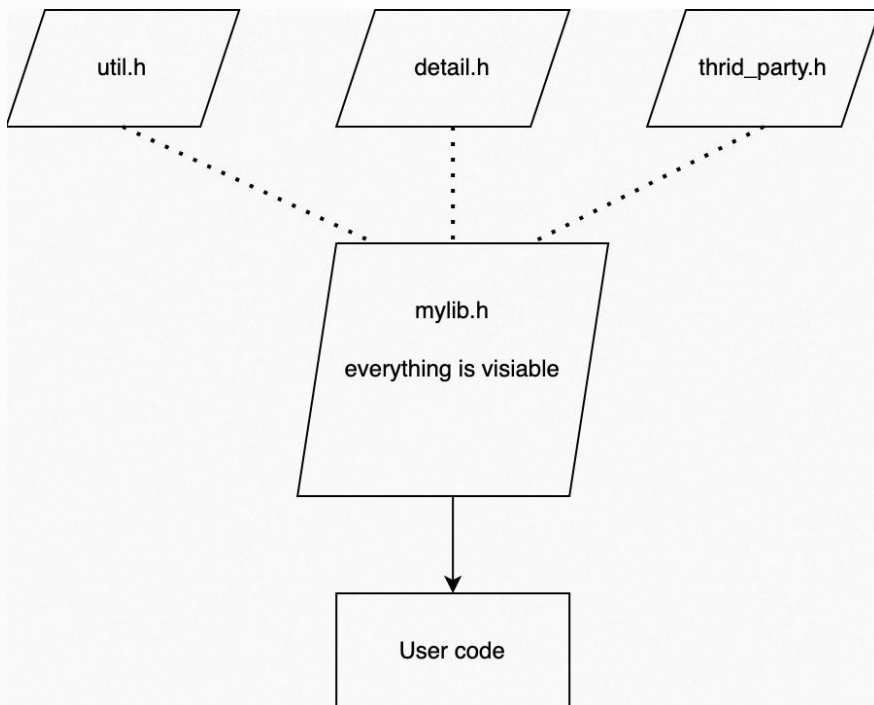 util.h
detail.h
thrid_party.h
mylib.h
everything is visiable
User code